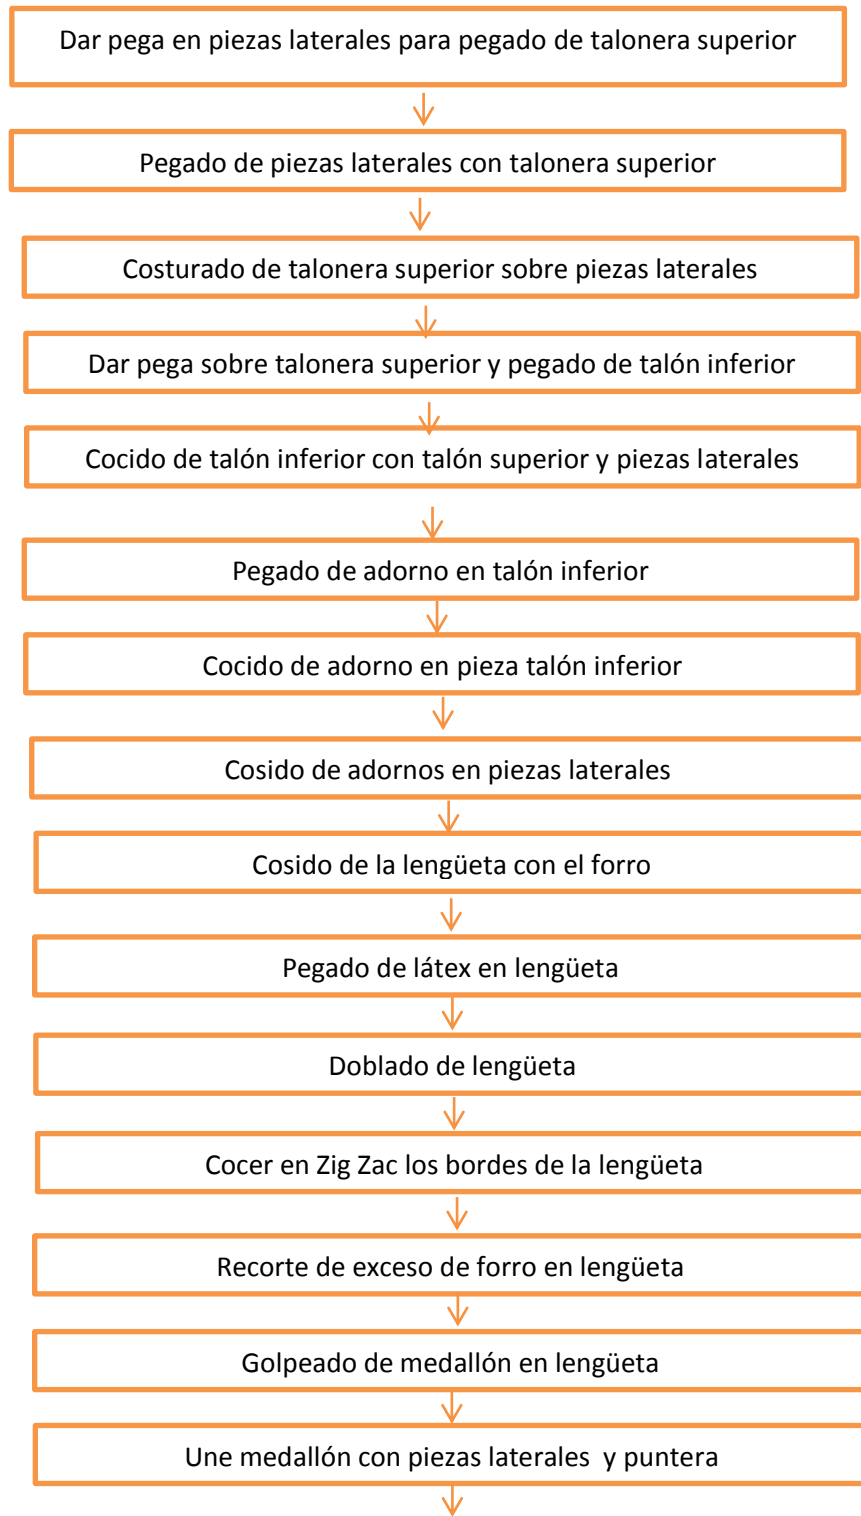 Dar pega en piezas laterales para pegado de talonera superior
Pegado de piezas laterales con talonera superior
Costurado de talonera superior sobre piezas laterales
Dar pega sobre talonera superior y pegado de talón inferior
Cocido de talón inferior con talón superior y piezas laterales
Pegado de adorno en talón inferior
Cocido de adorno en pieza talón inferior
Cosido de adornos en piezas laterales
Cosido de la lengüeta con el forro
Pegado de látex en lengüeta
Doblado de lengüeta
Cocer en Zig Zac los bordes de la lengüeta
Recorte de exceso de forro en lengüeta
Golpeado de medallón en lengüeta
Une medallón con piezas laterales y puntera